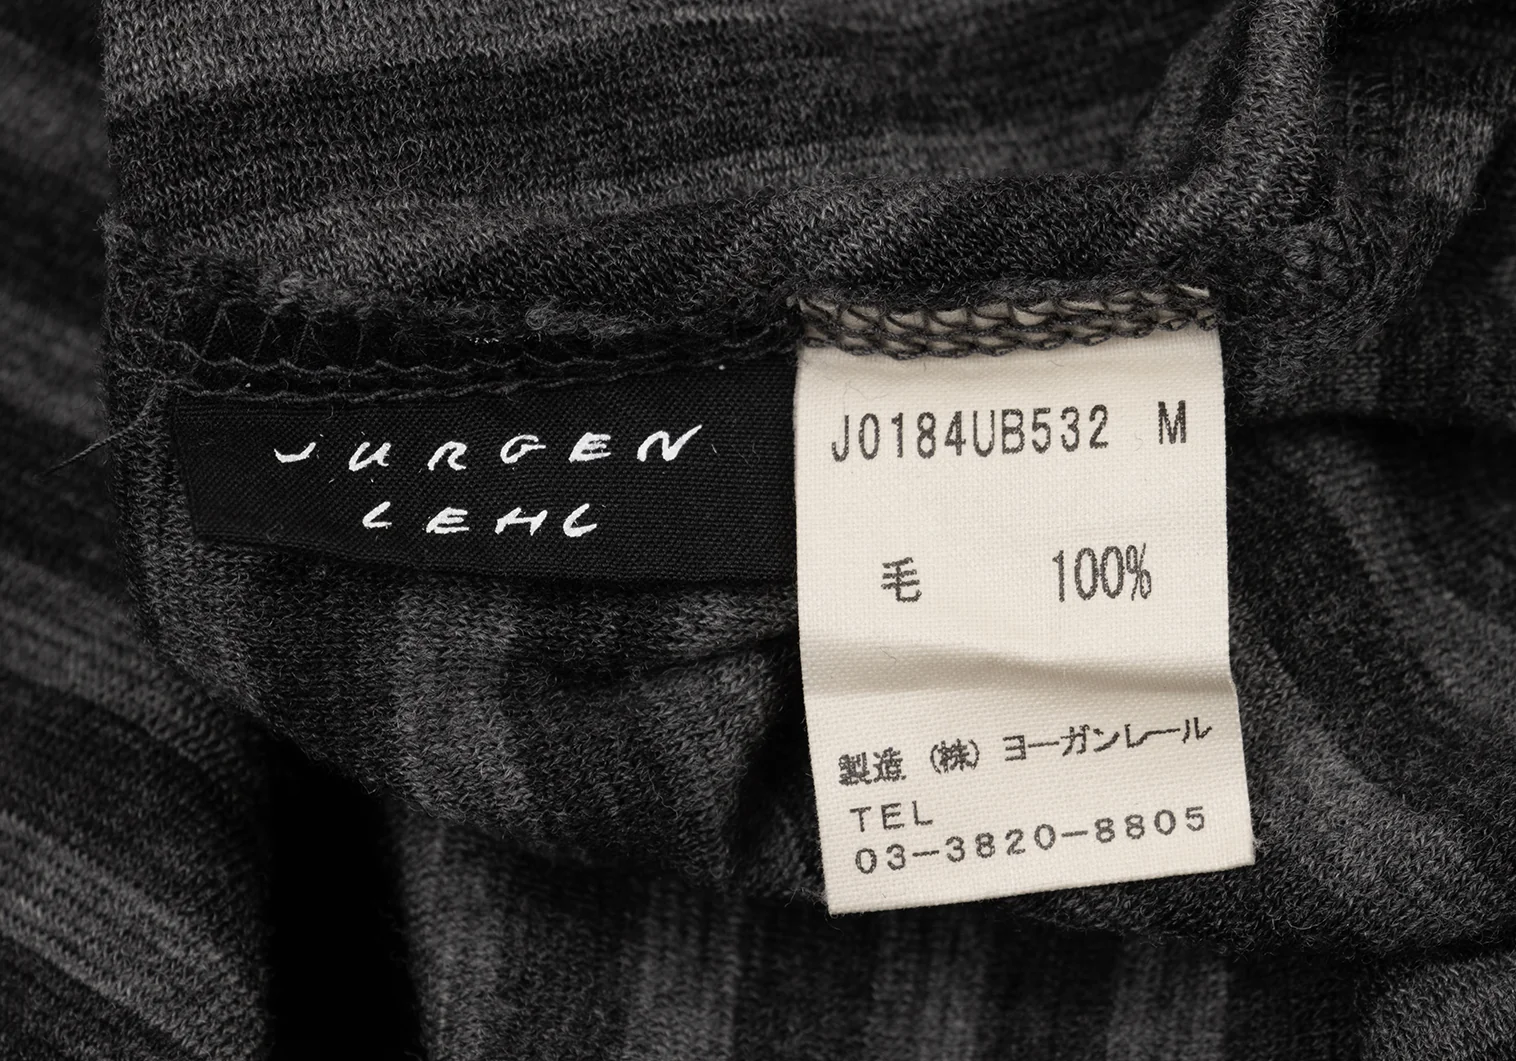 JURGEN
LEHL
J0184UB532 M
毛 100%
製造 (株) ヨーガンレール
TEL
03-3820-8805